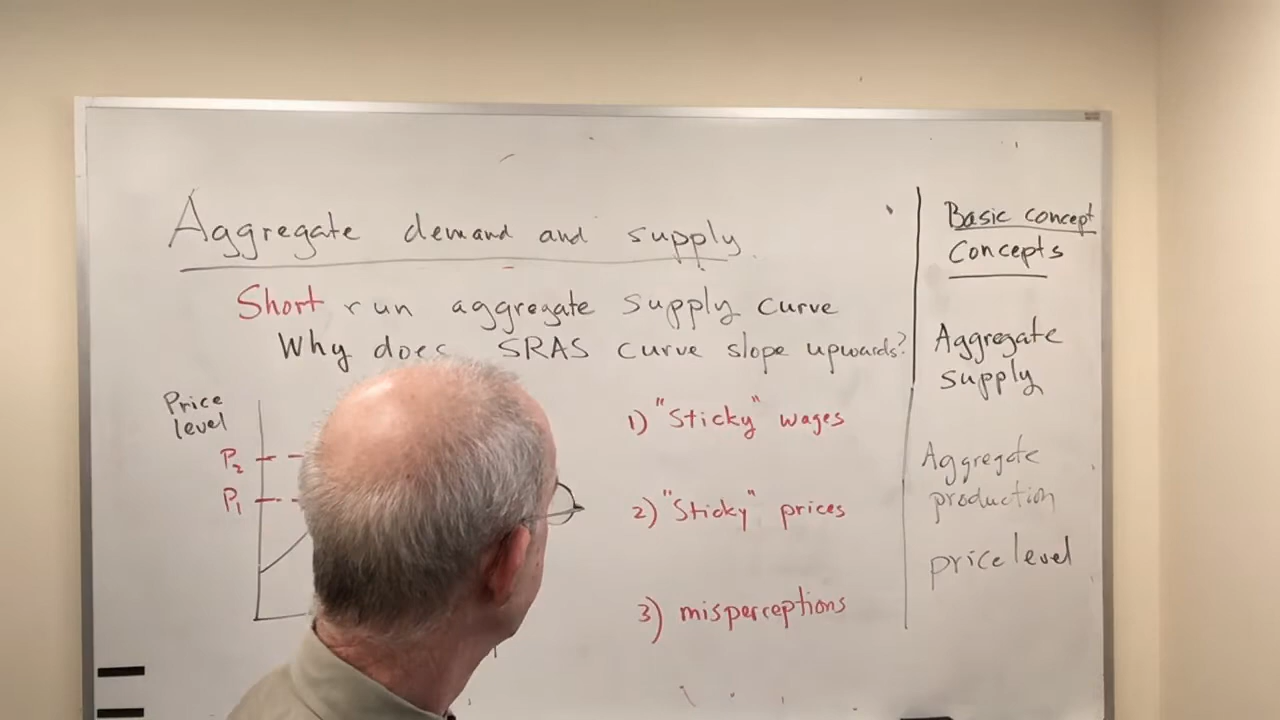 Aggregate demand and supply
Short run aggregate supply curve
Why does SRAS curve slope upwards?
Price
level
P₂
P₁
1) "Sticky" wages
2) "Sticky" prices
3) misperceptions
Basic concept
Concepts
Aggregate
supply
Aggregate
production
price level